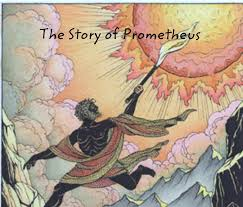 The Story of Prometheus